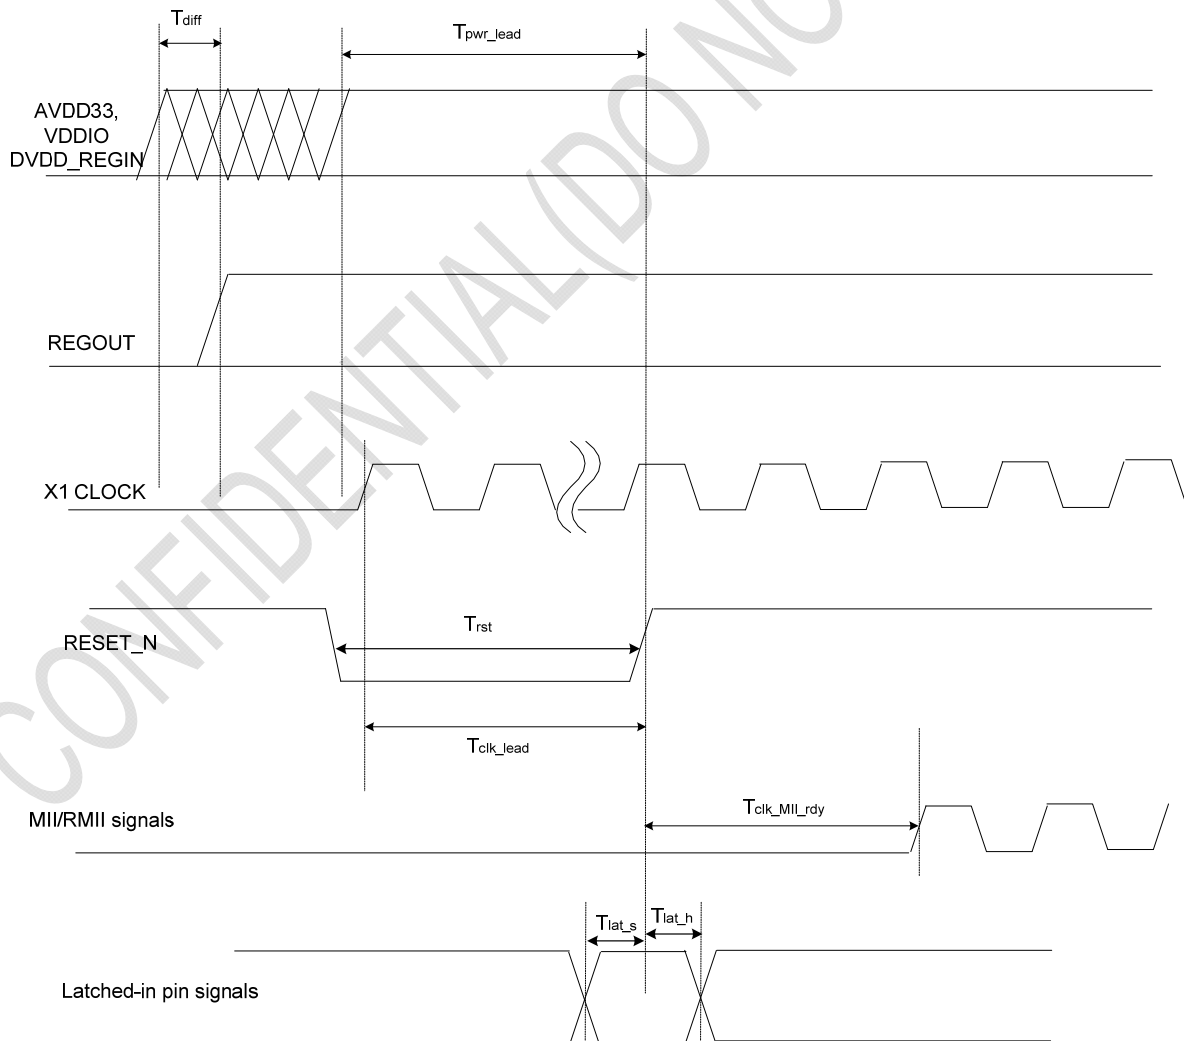 Tdiff
Tpwr_lead
AVDD33,
VDDIO
DVDD_REGIN
REGOUT
X1 CLOCK
RESET_N
Trst
Tclk_lead
MII/RMII signals
Tclk_MII_rdy
Tlat_s
Tlat_h
Latched-in pin signals
CONFIDENTIAL(DO NO